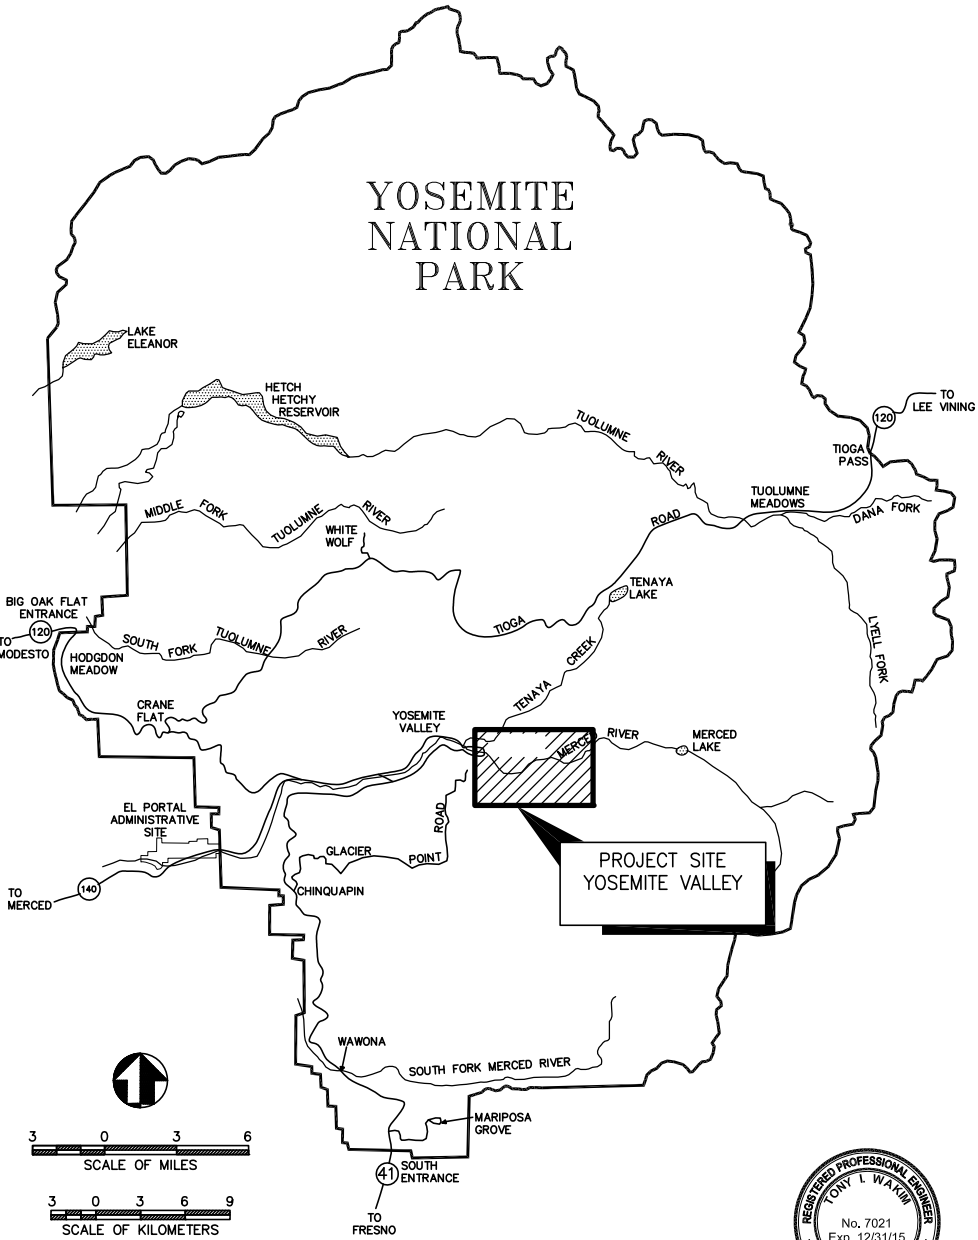 YOSEMITE
NATIONAL
PARK
LAKE
ELEANOR
HETCH
HETCHY
RESERVOIR
TUOLUMNE
RIVER
TO
LEE VINING
120
TIOGA
PASS
TUOLUMNE
MEADOWS
DANA FORK
ROAD
MIDDLE FORK
TUOLUMNE
RIVER
WHITE
WOLF
TENAYA
LAKE
BIG OAK FLAT
ENTRANCE
120
TO
MODESTO
HODGDON
MEADOW
SOUTH FORK
TUOLUMNE
RIVER
TIOGA
LYELL FORK
CREEK
TENAYA
CRANE
FLAT
YOSEMITE
VALLEY
MERCED
RIVER
MERCED
LAKE
EL PORTAL
ADMINISTRATIVE
SITE
ROAD
GLACIER
POINT
CHINQUAPIN
TO
MERCED
140
PROJECT SITE
YOSEMITE VALLEY
WAWONA
SOUTH FORK MERCED RIVER
MARIPOSA
GROVE
41
SOUTH
ENTRANCE
TO
FRESNO
3 0 3 6
SCALE OF MILES
3 0 3 6 9
SCALE OF KILOMETERS
REGISTERED PROFESSIONAL ENGINEER
TONY I. WAKIM
No. 7021
Exp. 12/31/15